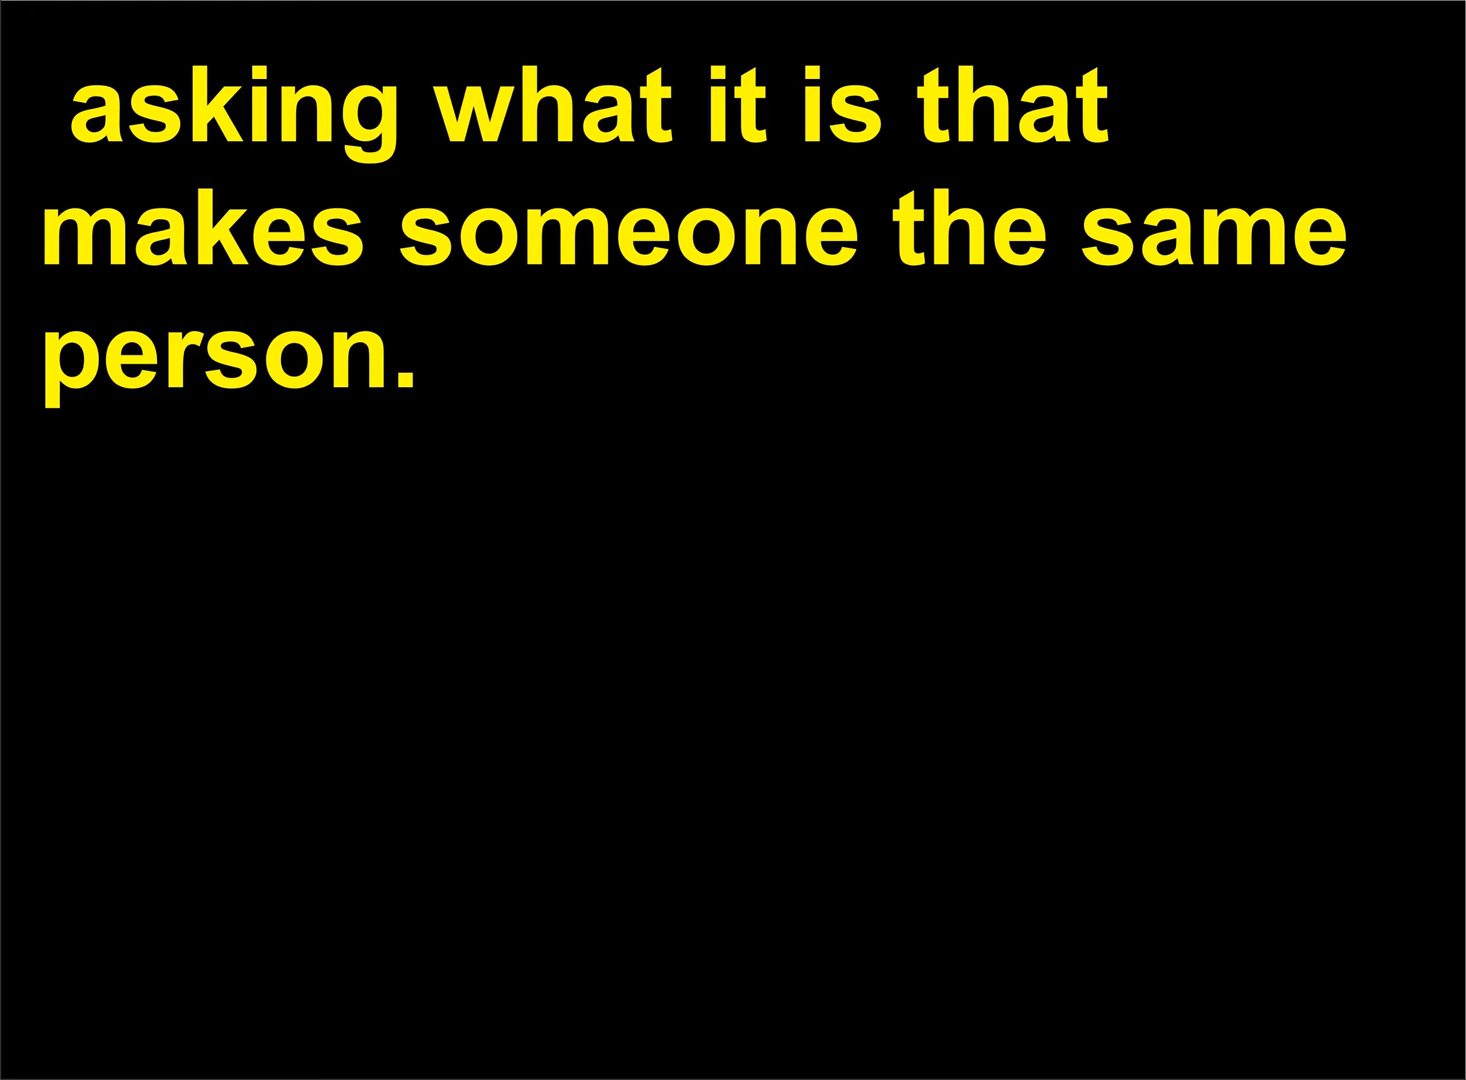 asking what it is that
makes someone the same
person.